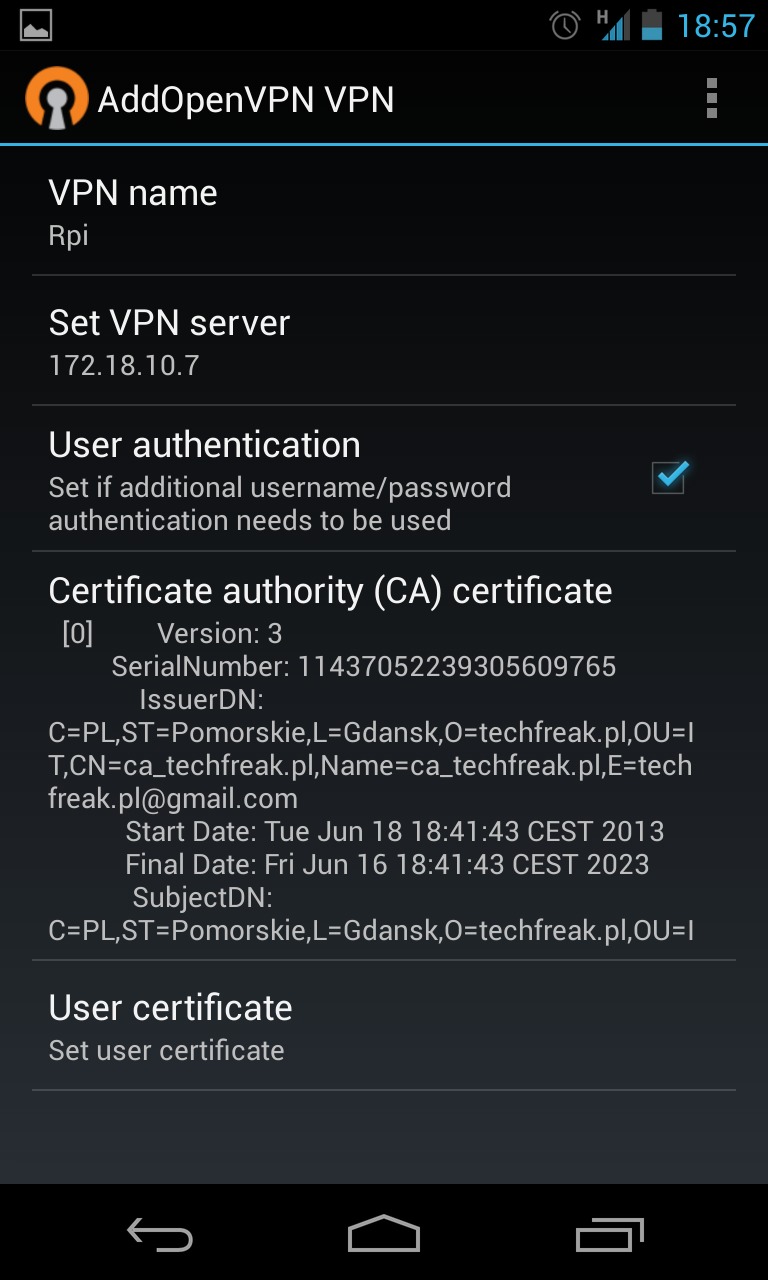 H 18:57
AddOpenVPN VPN
VPN name
Rpi
Set VPN server
172.18.10.7
User authentication
Set if additional username/password
authentication needs to be used
Certificate authority (CA) certificate
[0] Version: 3
SerialNumber: 11437052239305609765
IssuerDN:
C=PL,ST=Pomorskie,L=Gdansk,O=techfreak.pl,OU=I
T,CN=ca_techfreak.pl,Name=ca_techfreak.pl,E=tech
freak.pl@gmail.com
Start Date: Tue Jun 18 18:41:43 CEST 2013
Final Date: Fri Jun 16 18:41:43 CEST 2023
SubjectDN:
C=PL,ST=Pomorskie,L=Gdansk,O=techfreak.pl,OU=I
User certificate
Set user certificate